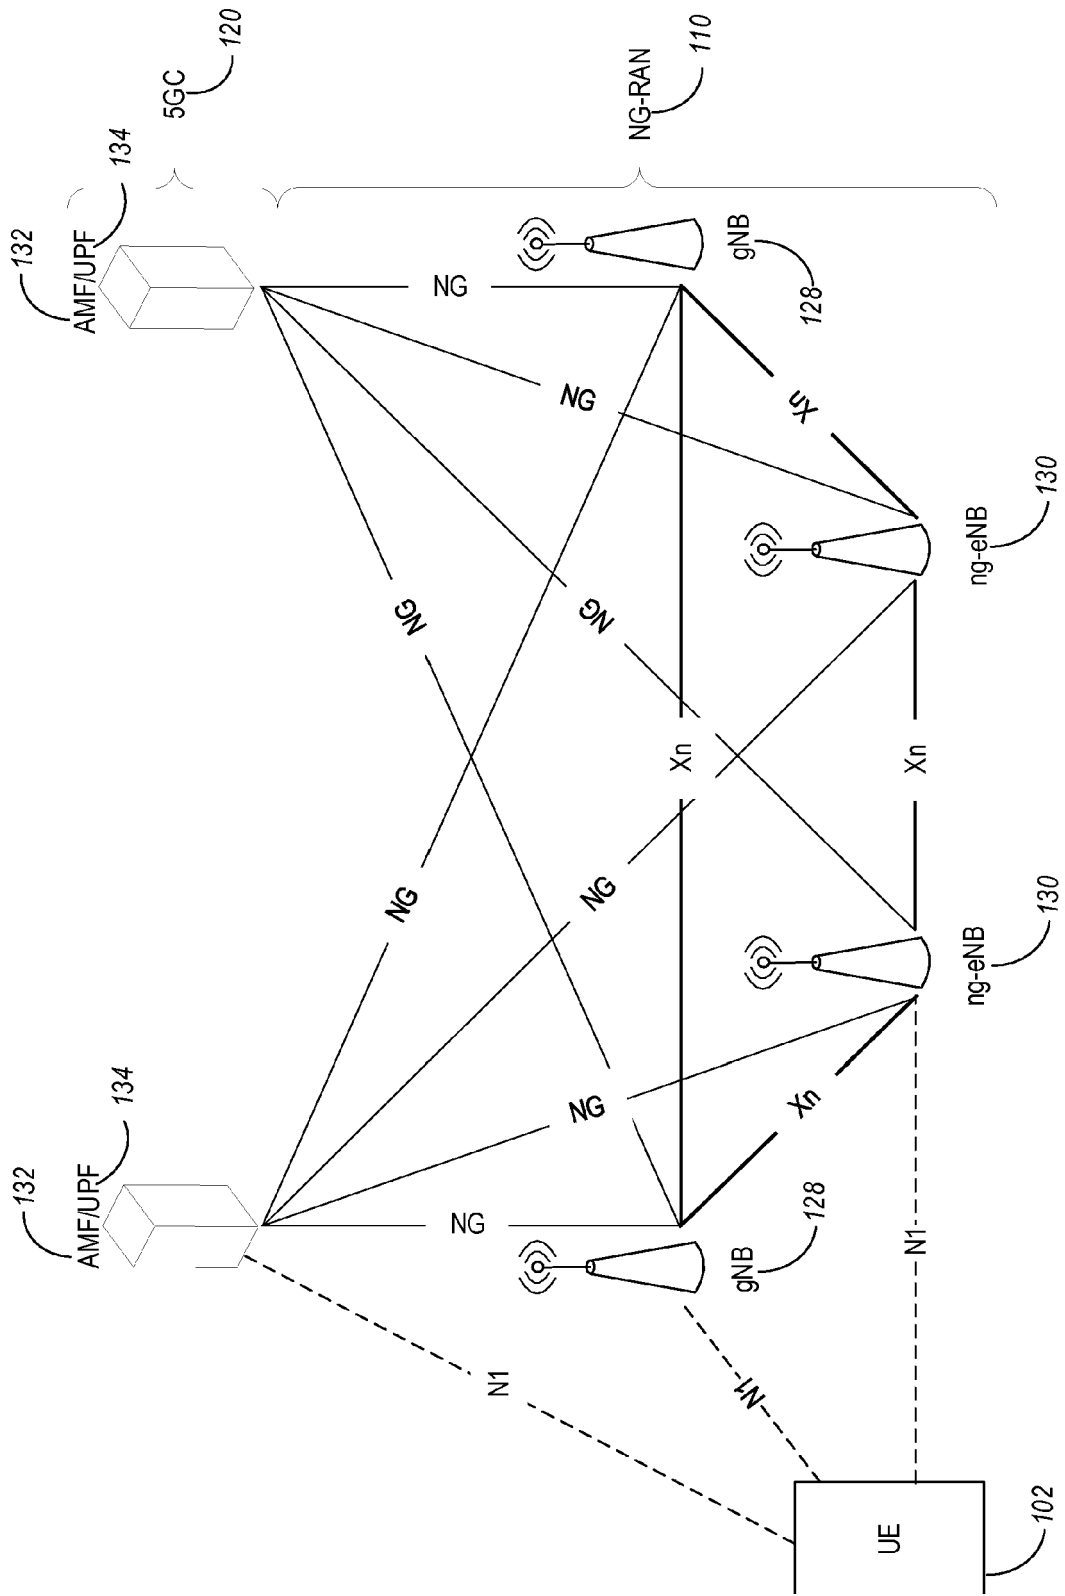 132
AMF/UPF
134
132
AMF/UPF
134
5GC
120
N1
NG
NG
NG
NG
NG
NG
NG
NG
gNB
128
gNB
128
NG-RAN
110
N1
Xn
Xn
Xn
Xn
UE
102
N1
ng-eNB
130
ng-eNB
130